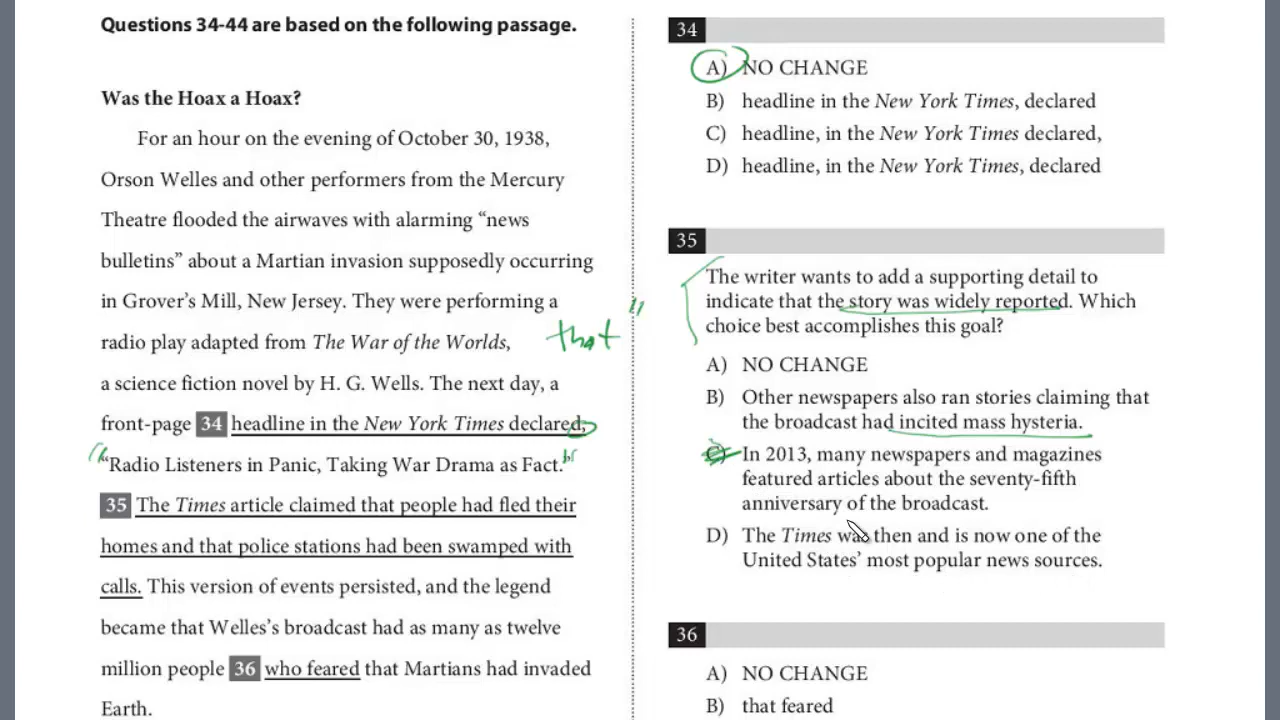 Questions 34-44 are based on the following passage.
Was the Hoax a Hoax?
For an hour on the evening of October 30, 1938,
Orson Welles and other performers from the Mercury
Theatre flooded the airwaves with alarming “news
bulletins” about a Martian invasion supposedly occurring
in Grover’s Mill, New Jersey. They were performing a
radio play adapted from The War of the Worlds,
that "
a science fiction novel by H. G. Wells. The next day, a
front-page 34 headline in the New York Times declared,
“Radio Listeners in Panic, Taking War Drama as Fact.”
35 The Times article claimed that people had fled their
homes and that police stations had been swamped with
calls. This version of events persisted, and the legend
became that Welles’s broadcast had as many as twelve
million people 36 who feared that Martians had invaded
Earth.
34
A) NO CHANGE
B) headline in the New York Times, declared
C) headline, in the New York Times declared,
D) headline, in the New York Times, declared
35
The writer wants to add a supporting detail to
indicate that the story was widely reported. Which
choice best accomplishes this goal?
A) NO CHANGE
B) Other newspapers also ran stories claiming that
the broadcast had incited mass hysteria.
C) In 2013, many newspapers and magazines
featured articles about the seventy-fifth
anniversary of the broadcast.
D) The Times was then and is now one of the
United States’ most popular news sources.
36
A) NO CHANGE
B) that feared